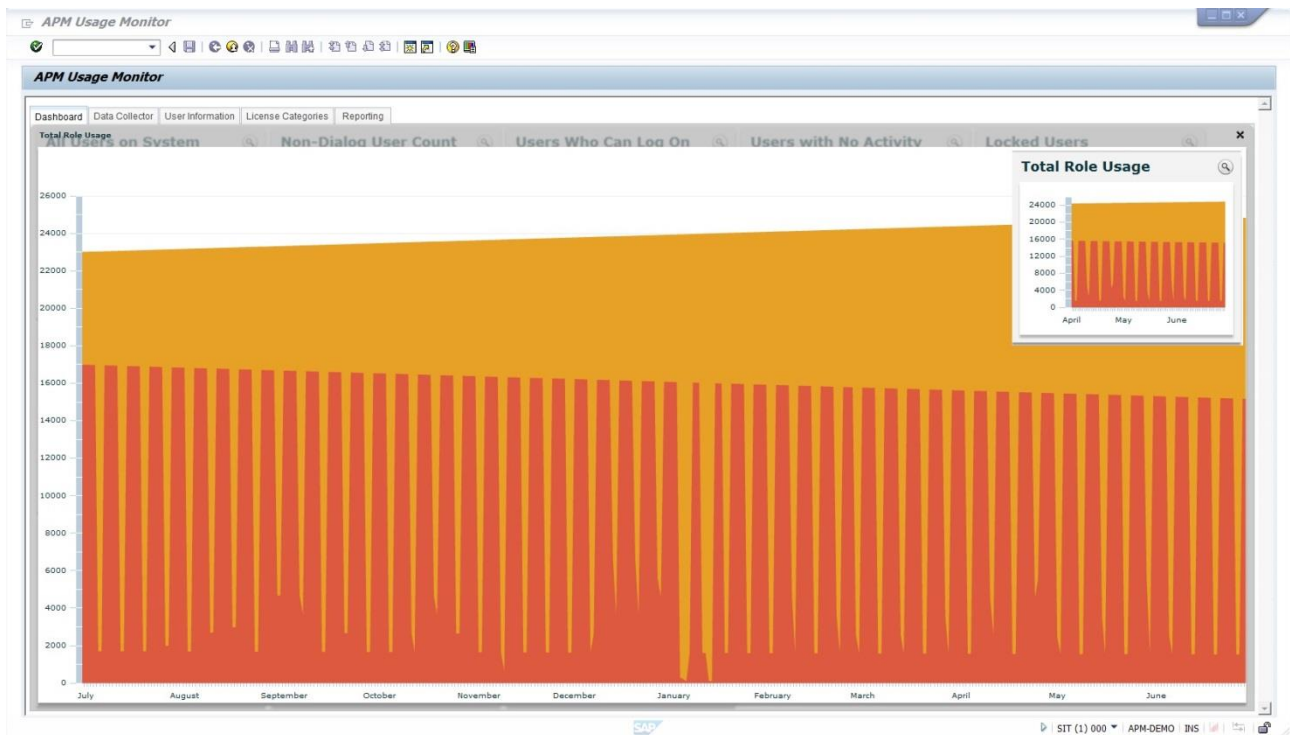 APM Usage Monitor
APM Usage Monitor
Dashboard Data Collector User Information License Categories Reporting
Total Role Usage
All Users on System Non-Dialog User Count Users Who Can Log On Users with No Activity Locked Users
Total Role Usage
24000
20000
16000
12000
8000
4000
0
April May June
26000
24000
22000
20000
18000
16000
14000
12000
10000
8000
6000
4000
2000
0
July August September October November December January February March April May June
SAP SIT (1) 000 APM-DEMO INS